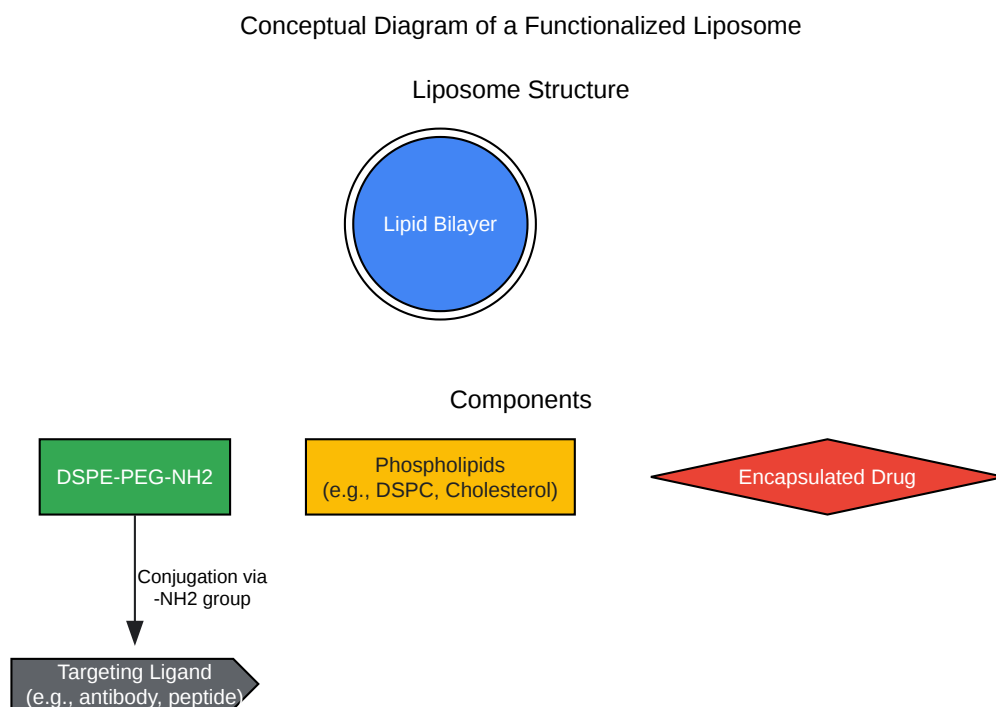 Conceptual Diagram of a Functionalized Liposome
Liposome Structure
Lipid Bilayer
Components
DSPE-PEG-NH2
Phospholipids
(e.g., DSPC, Cholesterol)
Encapsulated Drug
Conjugation via
-NH2 group
Targeting Ligand
(e.g., antibody, peptide)